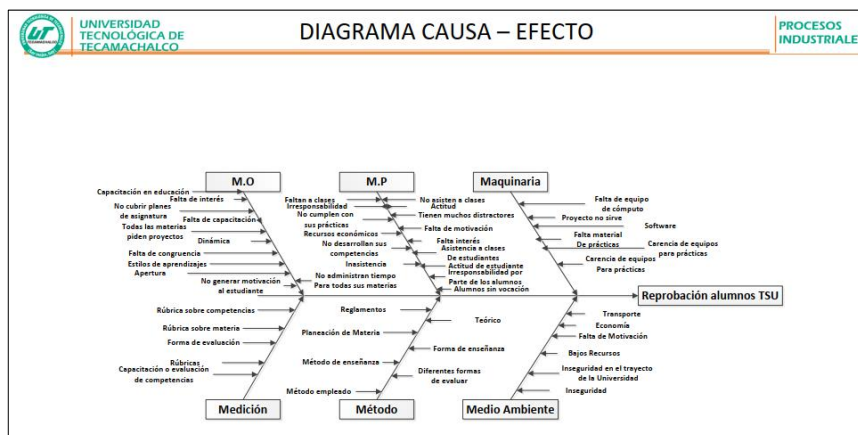 UNIVERSIDAD
TECNOLÓGICA DE
TECAMACHALCO
DIAGRAMA CAUSA – EFECTO
PROCESOS
INDUSTRIALE
M.O
M.P
Maquinaria
Capacitación en educación
Falta de interés
No cubrir planes
de asignatura
Falta de capacitación
Todas las materias
piden proyectos
Dinámica
Falta de congruencia
Estilos de aprendizajes
Apertura
No generar motivación
al estudiante
Faltan a clases
Irresponsabilidad
No cumplen con
sus prácticas
Recursos económicos
No desarrollan sus
competencias
Inasistencia
No administran tiempo
Para todas sus materias
No asisten a clases
Actitud
Tienen muchos distractores
Falta de motivación
Falta interés
Asistencia a clases
De estudiantes
Actitud de estudiante
Irresponsabilidad por
Parte de los alumnos
Alumnos sin vocación
Falta de equipo
de cómputo
Proyecto no sirve
Software
Falta material
De prácticas
Carencia de equipos
para prácticas
Carencia de equipos
Para prácticas
Reprobación alumnos TSU
Rúbrica sobre competencias
Rúbrica sobre materia
Forma de evaluación
Rúbricas
Capacitación o evaluación
de competencias
Reglamentos
Teórico
Planeación de Materia
Forma de enseñanza
Método de enseñanza
Diferentes formas
de evaluar
Método empleado
Transporte
Economía
Falta de Motivación
Bajos Recursos
Inseguridad en el trayecto
de la Universidad
Inseguridad
Medición
Método
Medio Ambiente